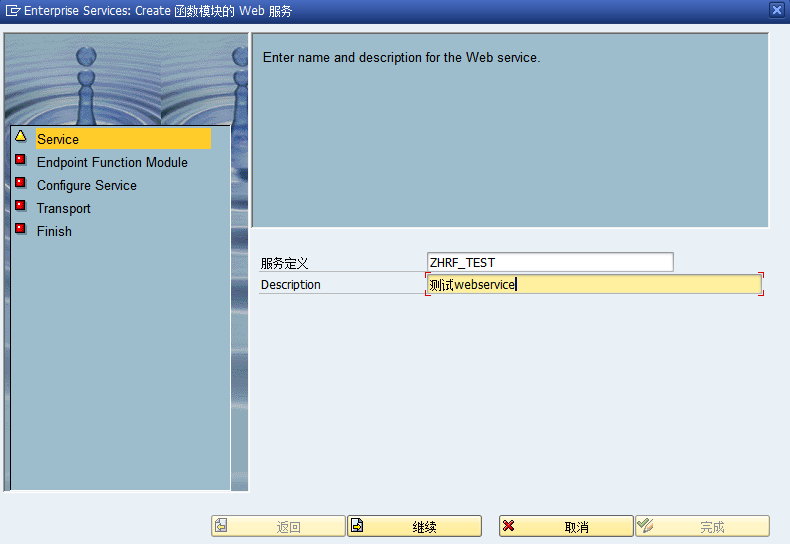 Enterprise Services: Create 函数模块的 Web 服务
Enter name and description for the Web service.
Service
Endpoint Function Module
Configure Service
Transport
Finish
服务定义 ZHRF_TEST
Description 测试webservice
返回 继续 取消 完成